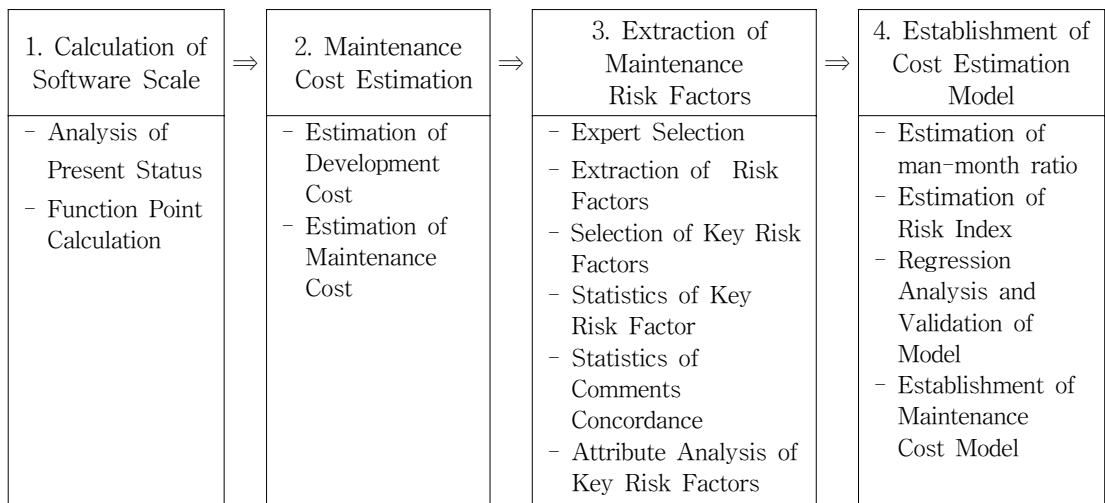 1. Calculation of
Software Scale
⇒
2. Maintenance
Cost Estimation
⇒
3. Extraction of
Maintenance
Risk Factors
⇒
4. Establishment of
Cost Estimation
Model
- Analysis of
Present Status
- Function Point
Calculation
- Estimation of
Development
Cost
- Estimation of
Maintenance
Cost
- Expert Selection
- Extraction of Risk
Factors
- Selection of Key Risk
Factors
- Statistics of Key
Risk Factor
- Statistics of
Comments
Concordance
- Attribute Analysis of
Key Risk Factors
- Estimation of
man-month ratio
- Estimation of
Risk Index
- Regression
Analysis and
Validation of
Model
- Establishment of
Maintenance
Cost Model